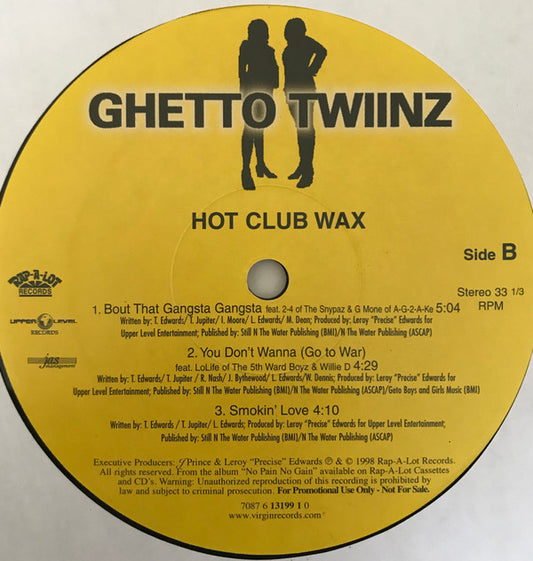 GHETTO TWIINZ
HOT CLUB WAX
Side B
Stereo 33 1/3
RPM
RAP-A-LOT
RECORDS
UPPER LEVEL
RECORDS
jas
management
1. Bout That Gangsta Gangsta feat. 2-4 of The Snypaz & G Mone of A-G-2-A-Ke 5:04
Written by: T. Edwards/ T. Jupiter/ I. Moore/ L. Edwards/ M. Dean; Produced by: Leroy "Precise" Edwards for
Upper Level Entertainment; Published by: Still N The Water Publishing (BMI)/N The Water Publishing (ASCAP)
2. You Don't Wanna (Go to War)
feat. LoLife of The 5th Ward Boyz & Willie D 4:29
Written by: T. Edwards/ T. Jupiter / R. Nash/ J. Bythewood/ L. Edwards/W. Dennis; Produced by: Leroy "Precise" Edwards for
Upper Level Entertainment; Published by: Still N The Water Publishing (BMI)/N The Water Publishing (ASCAP)/Geto Boys and Girls Music (BMI)
3. Smokin' Love 4:10
Written by: T. Edwards / T. Jupiter/ L. Edwards; Produced by: Leroy "Precise" Edwards for Upper Level Entertainment;
Published by: Still N The Water Publishing (BMI)/N The Water Publishing (ASCAP)
Executive Producers: J Prince & Leroy "Precise" Edwards ℗ & © 1998 Rap-A-Lot Records.
All rights reserved. From the album "No Pain No Gain" available on Rap-A-Lot Cassettes
and CD's. Warning: Unauthorized reproduction of this recording is prohibited by
law and subject to criminal prosecution. For Promotional Use Only - Not For Sale.
7087 6 13199 1 0
www.virginrecords.com